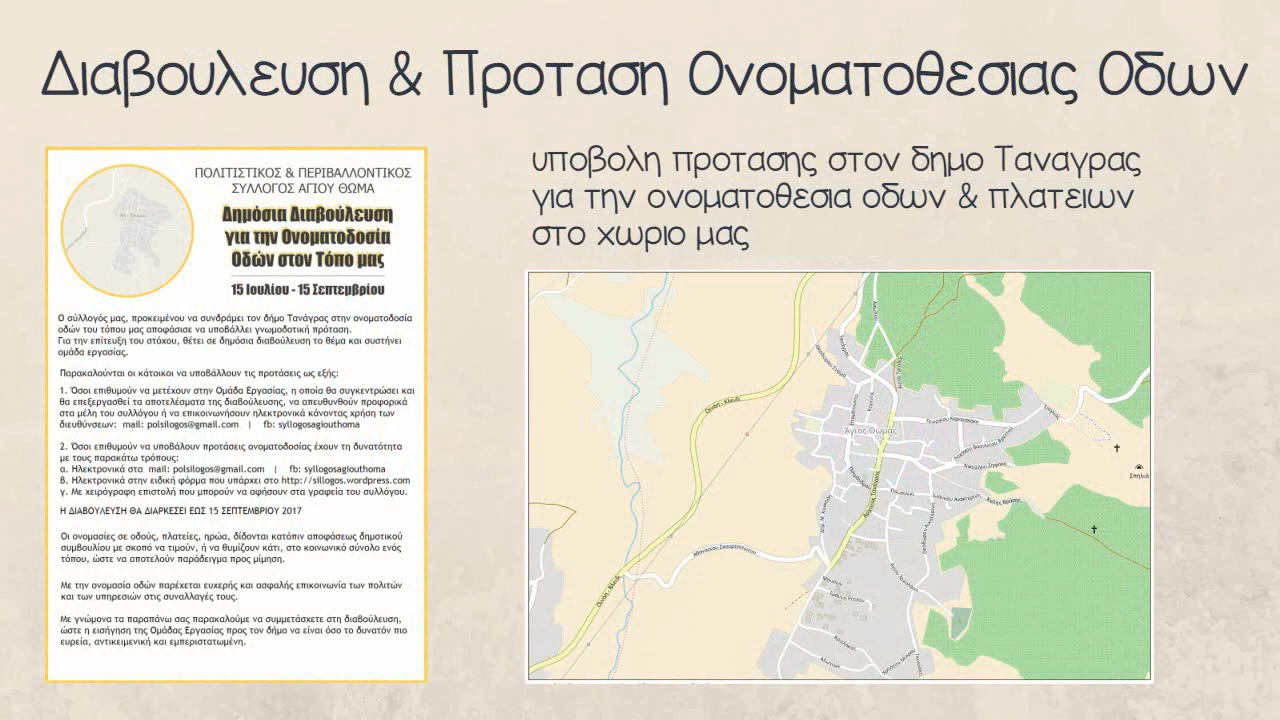 Διαβουλευση & Προταση Ονοματοθεσιας Οδων
ΠΟΛΙΤΙΣΤΙΚΟΣ & ΠΕΡΙΒΑΛΛΟΝΤΙΚΟΣ
ΣΥΛΛΟΓΟΣ ΑΓΙΟΥ ΘΩΜΑ
Δημόσια Διαβούλευση
για την Ονοματοδοσία
Οδών στον Τόπο μας
15 Ιουλίου - 15 Σεπτεμβρίου
Ο σύλλογός μας, προκειμένου να συνδράμει τον δήμο Τανάγρας στην ονοματοδοσία
οδών του τόπου μας αποφάσισε να υποβάλλει γνωμοδοτική πρόταση.
Για την επίτευξη του στόχου, θέτει σε δημόσια διαβούλευση το θέμα και συστήνει
ομάδα εργασίας.
Παρακαλούνται οι κάτοικοι να υποβάλλουν τις προτάσεις ως εξής:
1. Όσοι επιθυμούν να μετέχουν στην Ομάδα Εργασίας, η οποία θα συγκεντρώσει και
θα επεξεργασθεί τα αποτελέσματα της διαβούλευσης, να απευθυνθούν προφορικά
στα μέλη του συλλόγου ή να επικοινωνήσουν ηλεκτρονικά κάνοντας χρήση των
διευθύνσεων: mail: polsilogos@gmail.com | fb: syllogosagiouthoma
2. Όσοι επιθυμούν να υποβάλουν προτάσεις ονοματοδοσίας έχουν τη δυνατότητα
με τους παρακάτω τρόπους:
α. Ηλεκτρονικά στα mail: polsilogos@gmail.com | fb: syllogosagiouthoma
β. Ηλεκτρονικά στην ειδική φόρμα που υπάρχει στο http://sillogos.wordpress.com
γ. Με χειρόγραφη επιστολή που μπορούν να αφήσουν στα γραφεία του συλλόγου.
Η ΔΙΑΒΟΥΛΕΥΣΗ ΘΑ ΔΙΑΡΚΕΣΕΙ ΕΩΣ 15 ΣΕΠΤΕΜΒΡΙΟΥ 2017
Οι ονομασίες σε οδούς, πλατείες, ηρώα, δίδονται κατόπιν αποφάσεως δημοτικού
συμβουλίου με σκοπό να τιμούν, ή να θυμίζουν κάτι, στο κοινωνικό σύνολο ενός
τόπου, ώστε να αποτελούν παράδειγμα προς μίμηση.
Με την ονομασία οδών παρέχεται ευχερής και ασφαλής επικοινωνία των πολιτών
και των υπηρεσιών στις συναλλαγές τους.
Με γνώμονα τα παραπάνω σας παρακαλούμε να συμμετάσχετε στη διαβούλευση,
ώστε η εισήγηση της Ομάδας Εργασίας προς τον δήμο να είναι όσο το δυνατόν πιο
ευρεία, αντικειμενική και εμπεριστατωμένη.
υποβολη προτασης στον δημο Ταναγρας
για την ονοματοθεσια οδων & πλατειων
στο χωριο μας
Οινόη - Κλειδί
Γεωργίου Καραϊσκάκη
Άγιος Θωμάς
Νικολάου Σηφάκη
Σπηλιά
Αθανασίου Σκουρτανιώτου
Οινόη - Κλειδί